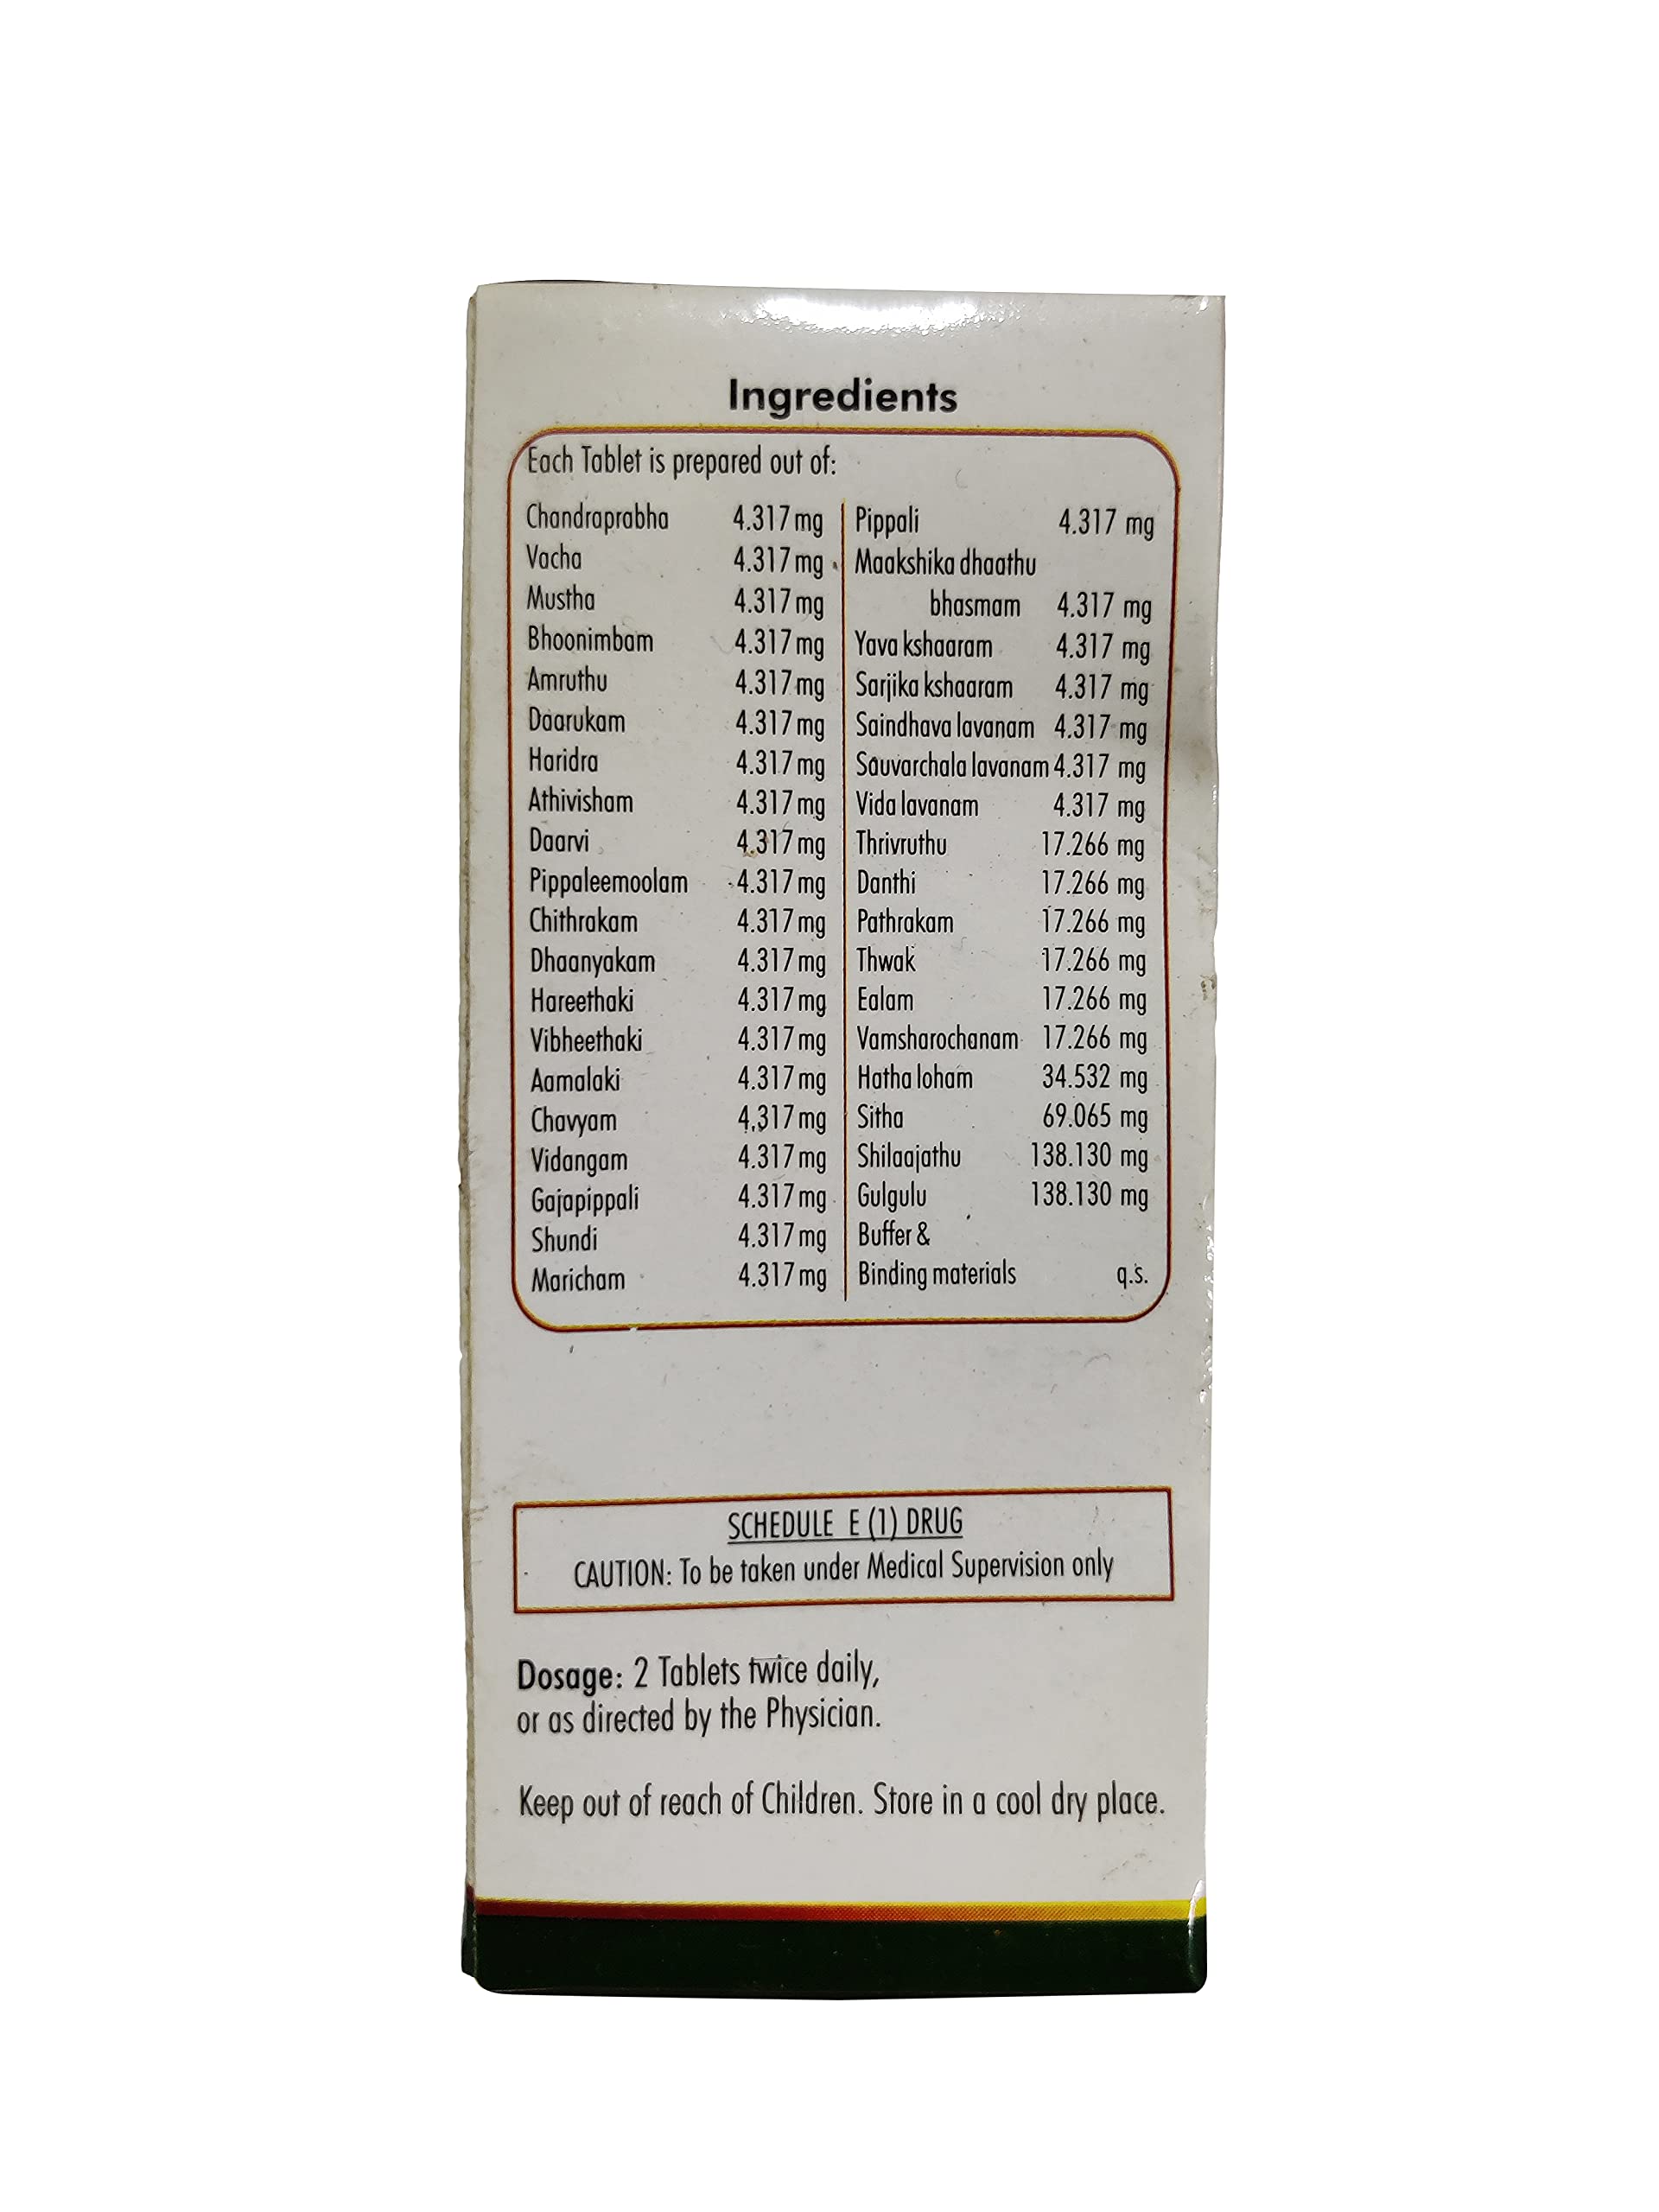 Ingredients
Each Tablet is prepared out of:
Chandraprabha 4.317 mg
Vacha 4.317 mg
Mustha 4.317 mg
Bhoonimbam 4.317 mg
Amruthu 4.317 mg
Daarukam 4.317 mg
Haridra 4.317 mg
Athivisham 4.317 mg
Daarvi 4.317 mg
Pippaleemoolam 4.317 mg
Chithrakam 4.317 mg
Dhaanyakam 4.317 mg
Hareethaki 4.317 mg
Vibheethaki 4.317 mg
Aamalaki 4.317 mg
Chavyam 4.317 mg
Vidangam 4.317 mg
Gajapippali 4.317 mg
Shundi 4.317 mg
Maricham 4.317 mg
Pippali 4.317 mg
Maakshika dhaathu
bhasmam 4.317 mg
Yava kshaaram 4.317 mg
Sarjika kshaaram 4.317 mg
Saindhava lavanam 4.317 mg
Sauvarchala lavanam 4.317 mg
Vida lavanam 4.317 mg
Thrivruthu 17.266 mg
Danthi 17.266 mg
Pathrakam 17.266 mg
Thwak 17.266 mg
Ealam 17.266 mg
Vamsharochanam 17.266 mg
Hatha loham 34.532 mg
Sitha 69.065 mg
Shilaajathu 138.130 mg
Gulgulu 138.130 mg
Buffer &
Binding materials q.s.
SCHEDULE E (1) DRUG
CAUTION: To be taken under Medical Supervision only
Dosage: 2 Tablets twice daily,
or as directed by the Physician.
Keep out of reach of Children. Store in a cool dry place.